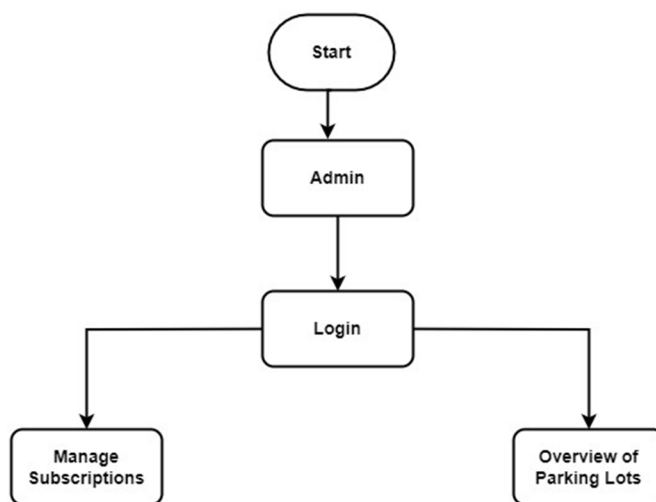 Start
Admin
Login
Manage
Subscriptions
Overview of
Parking Lots